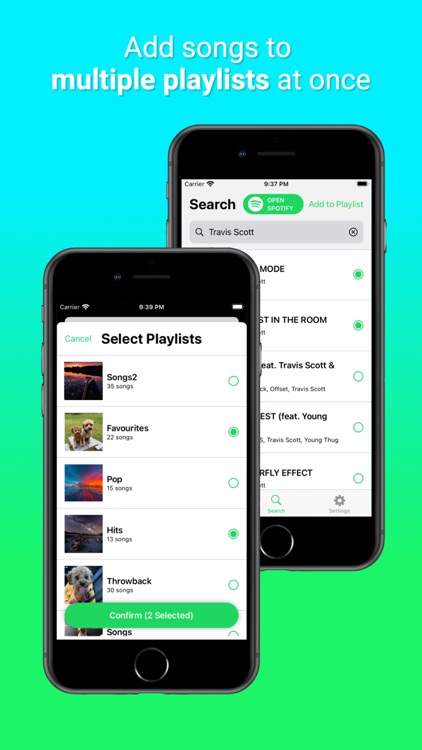 Add songs to
multiple playlists at once
Carrier
9:37 PM
Search
OPEN
SPOTIFY
Add to Playlist
Travis Scott
MODE
ott
ST IN THE ROOM
ott
eat. Travis Scott &
ck, Offset, Travis Scott
EST (feat. Young
S, Travis Scott, Young Thug
RFLY EFFECT
ott
Search
Settings
Carrier
9:39 PM
Cancel
Select Playlists
Songs2
35 songs
Favourites
22 songs
Pop
15 songs
Hits
13 songs
Throwback
30 songs
Confirm (2 Selected)
Songs